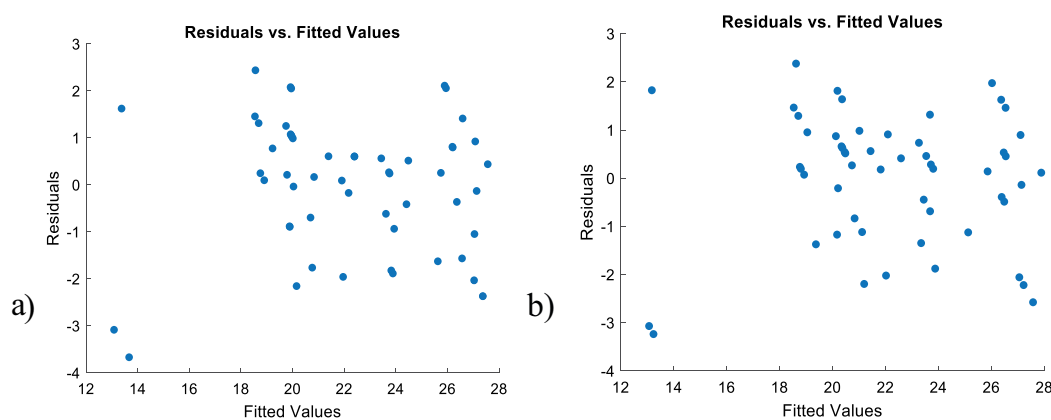 a)
Residuals vs. Fitted Values
Residuals
3
2
1
0
-1
-2
-3
-4
12 14 16 18 20 22 24 26 28
Fitted Values
b)
Residuals vs. Fitted Values
Residuals
3
2
1
0
-1
-2
-3
-4
12 14 16 18 20 22 24 26 28
Fitted Values